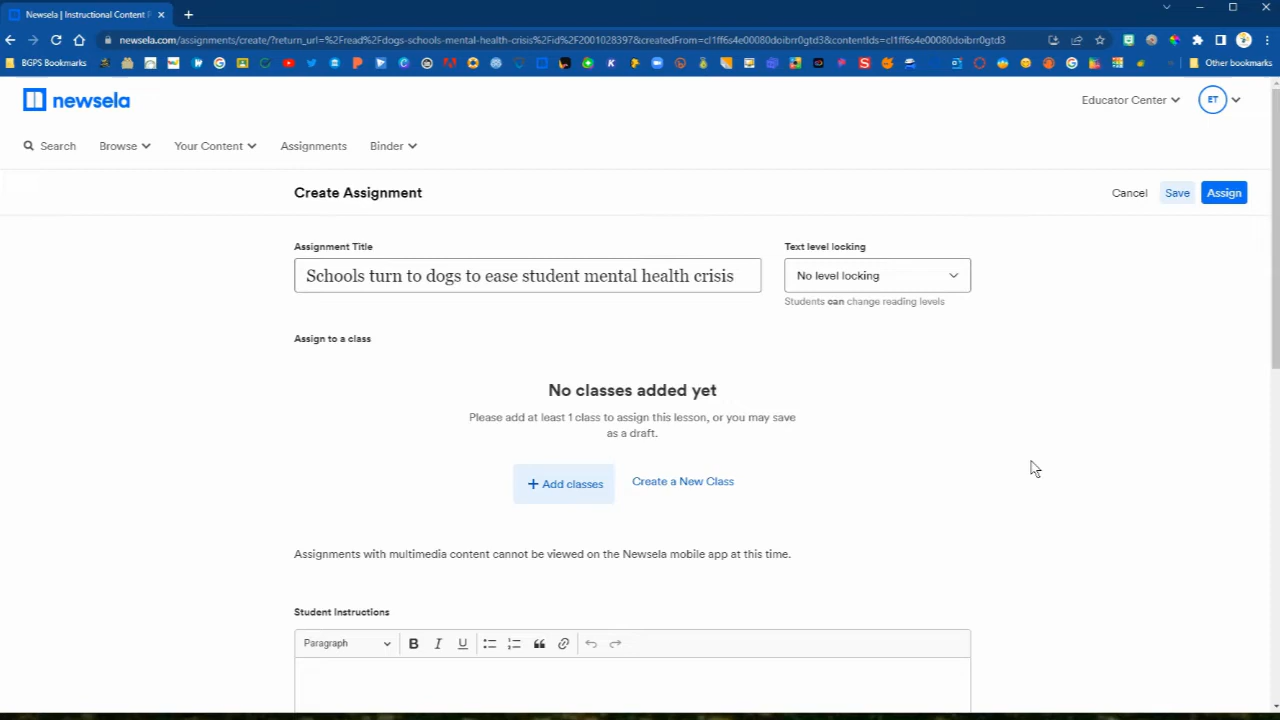 Newsela | Instructional Content P
newsela.com/assignments/create/?return_url=%2Fread%2Fdogs-schools-mental-health-crisis%2Fid%2F2001028397&createdFrom=cl1ff6s4e00080doibrr0gtd3&contentIds=cl1ff6s4e00080doibrr0gtd3
BGPS Bookmarks
Other bookmarks
newsela
Educator Center
ET
Search
Browse
Your Content
Assignments
Binder
Create Assignment
Cancel
Save
Assign
Assignment Title
Text level locking
Schools turn to dogs to ease student mental health crisis
No level locking
Students can change reading levels
Assign to a class
No classes added yet
Please add at least 1 class to assign this lesson, or you may save
as a draft.
+ Add classes
Create a New Class
Assignments with multimedia content cannot be viewed on the Newsela mobile app at this time.
Student Instructions
Paragraph
B I U